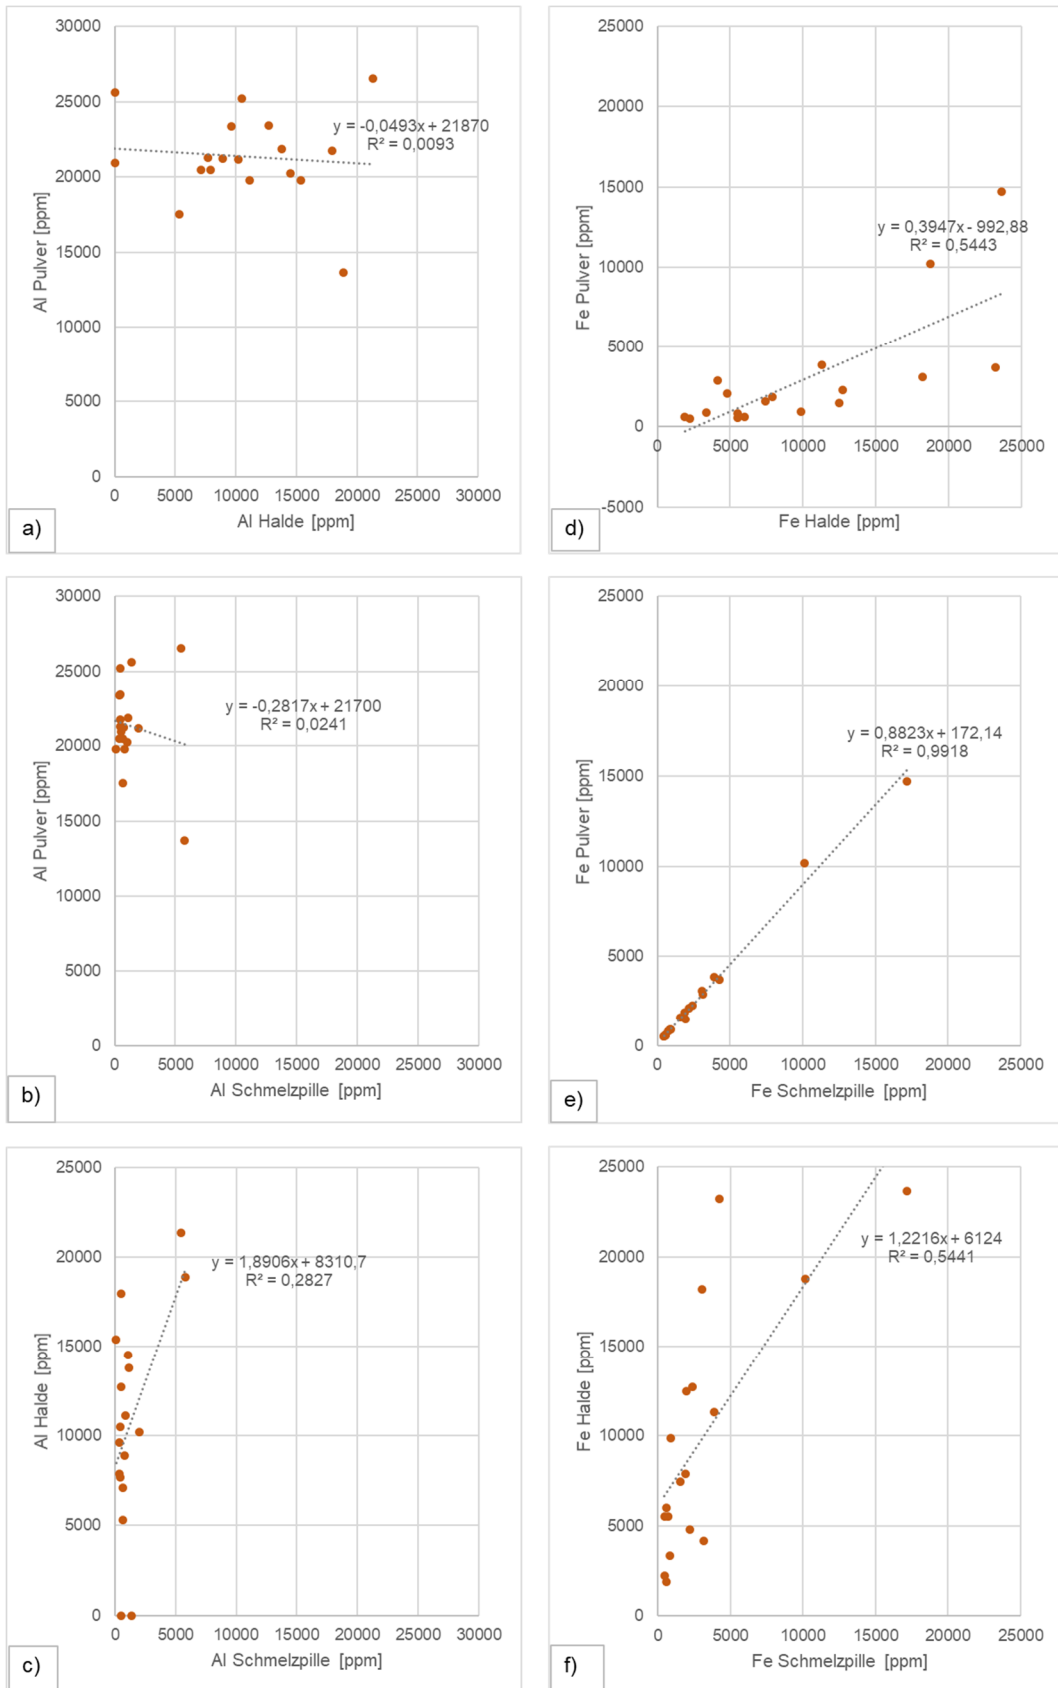 30000
25000
20000
15000
10000
5000
0
0 5000 10000 15000 20000 25000 30000
Al Pulver [ppm]
Al Halde [ppm]
y = -0,0493x + 21870
R² = 0,0093
a)
25000
20000
15000
10000
5000
0
-5000
0 5000 10000 15000 20000 25000
Fe Pulver [ppm]
Fe Halde [ppm]
y = 0,3947x - 992,88
R² = 0,5443
d)
30000
25000
20000
15000
10000
5000
0
0 5000 10000 15000 20000 25000 30000
Al Pulver [ppm]
Al Schmelzpille [ppm]
y = -0,2817x + 21700
R² = 0,0241
b)
25000
20000
15000
10000
5000
0
0 5000 10000 15000 20000 25000
Fe Pulver [ppm]
Fe Schmelzpille [ppm]
y = 0,8823x + 172,14
R² = 0,9918
e)
25000
20000
15000
10000
5000
0
0 5000 10000 15000 20000 25000 30000
Al Halde [ppm]
Al Schmelzpille [ppm]
y = 1,8906x + 8310,7
R² = 0,2827
c)
25000
20000
15000
10000
5000
0
0 5000 10000 15000 20000 25000
Fe Halde [ppm]
Fe Schmelzpille [ppm]
y = 1,2216x + 6124
R² = 0,5441
f)